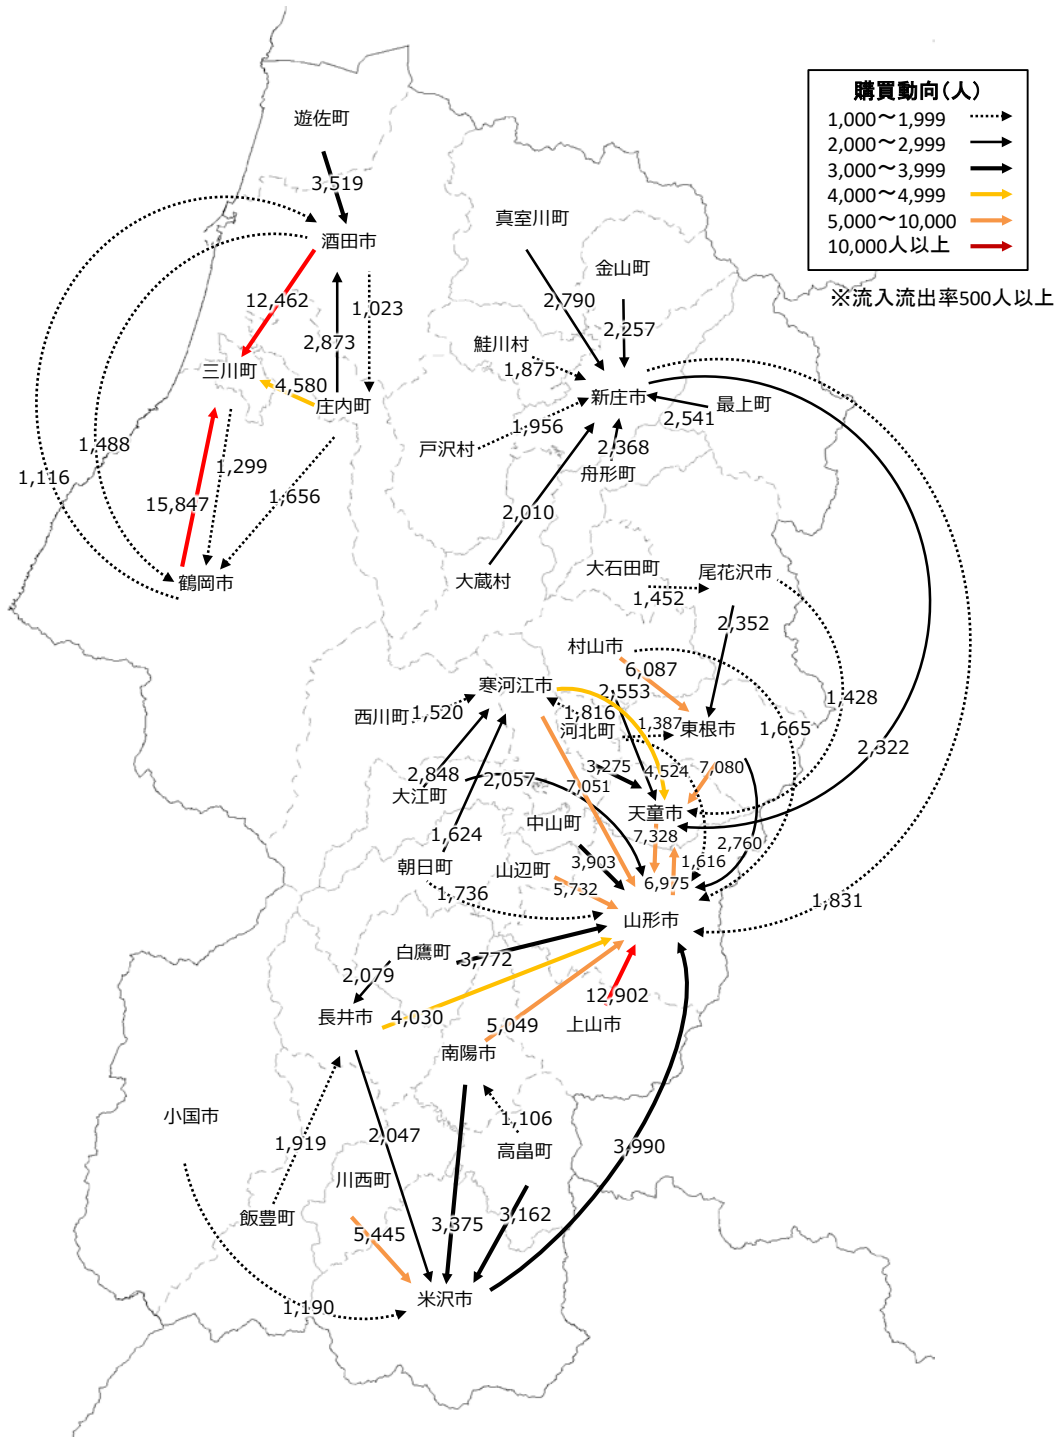 購買動向(人)
1,000～1,999
2,000～2,999
3,000～3,999
4,000～4,999
5,000～10,000
10,000人以上
※流入流出率500人以上
遊佐町
3,519
酒田市
真室川町
金山町
12,462
1,023
2,790
2,873
2,257
鮭川村
三川町
1,875
4,580
庄内町
新庄市
最上町
2,541
1,956
戸沢村
2,368
舟形町
1,488
1,299
1,116
1,656
15,847
2,010
鶴岡市
大蔵村
大石田町
尾花沢市
1,452
2,352
村山市
6,087
寒河江市
2,553
1,428
西川町
1,520
1,816
河北町
1,387
東根市
1,665
2,322
2,848
2,057
3,275
4,524
7,080
7,051
大江町
天童市
中山町
1,624
7,328
2,760
朝日町
3,903
1,616
山辺町
1,736
5,732
6,975
1,831
山形市
白鷹町
3,772
2,079
12,902
長井市
4,030
5,049
上山市
南陽市
小国市
1,106
1,919
2,047
3,990
高畠町
川西町
飯豊町
5,445
3,375
3,162
1,190
米沢市